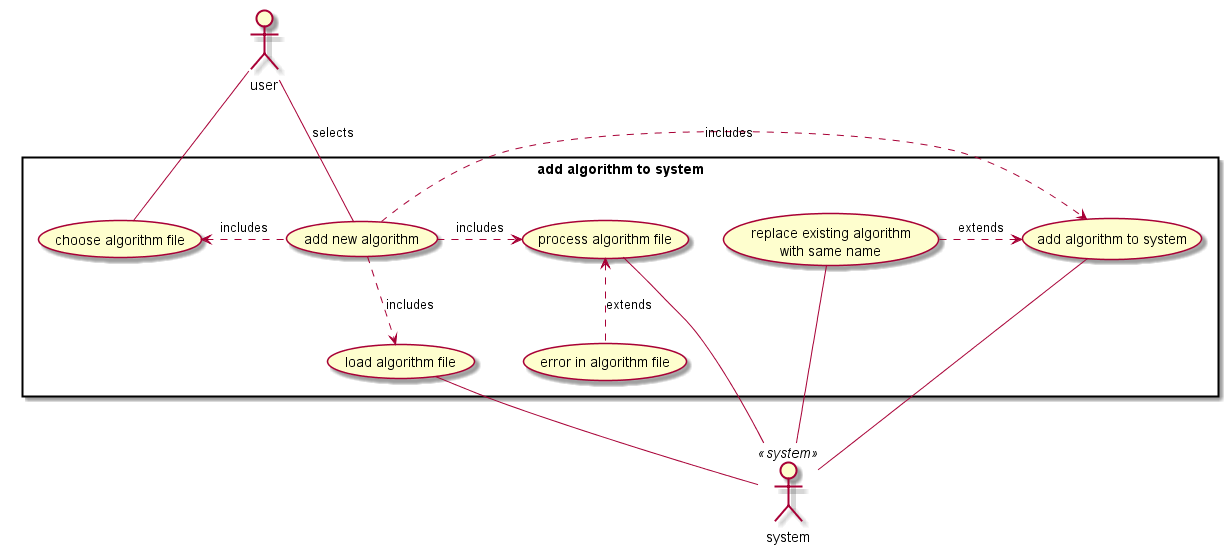 user
selects
includes
add algorithm to system
choose algorithm file
includes
add new algorithm
includes
process algorithm file
replace existing algorithm
with same name
extends
add algorithm to system
includes
extends
load algorithm file
error in algorithm file
«system»
system